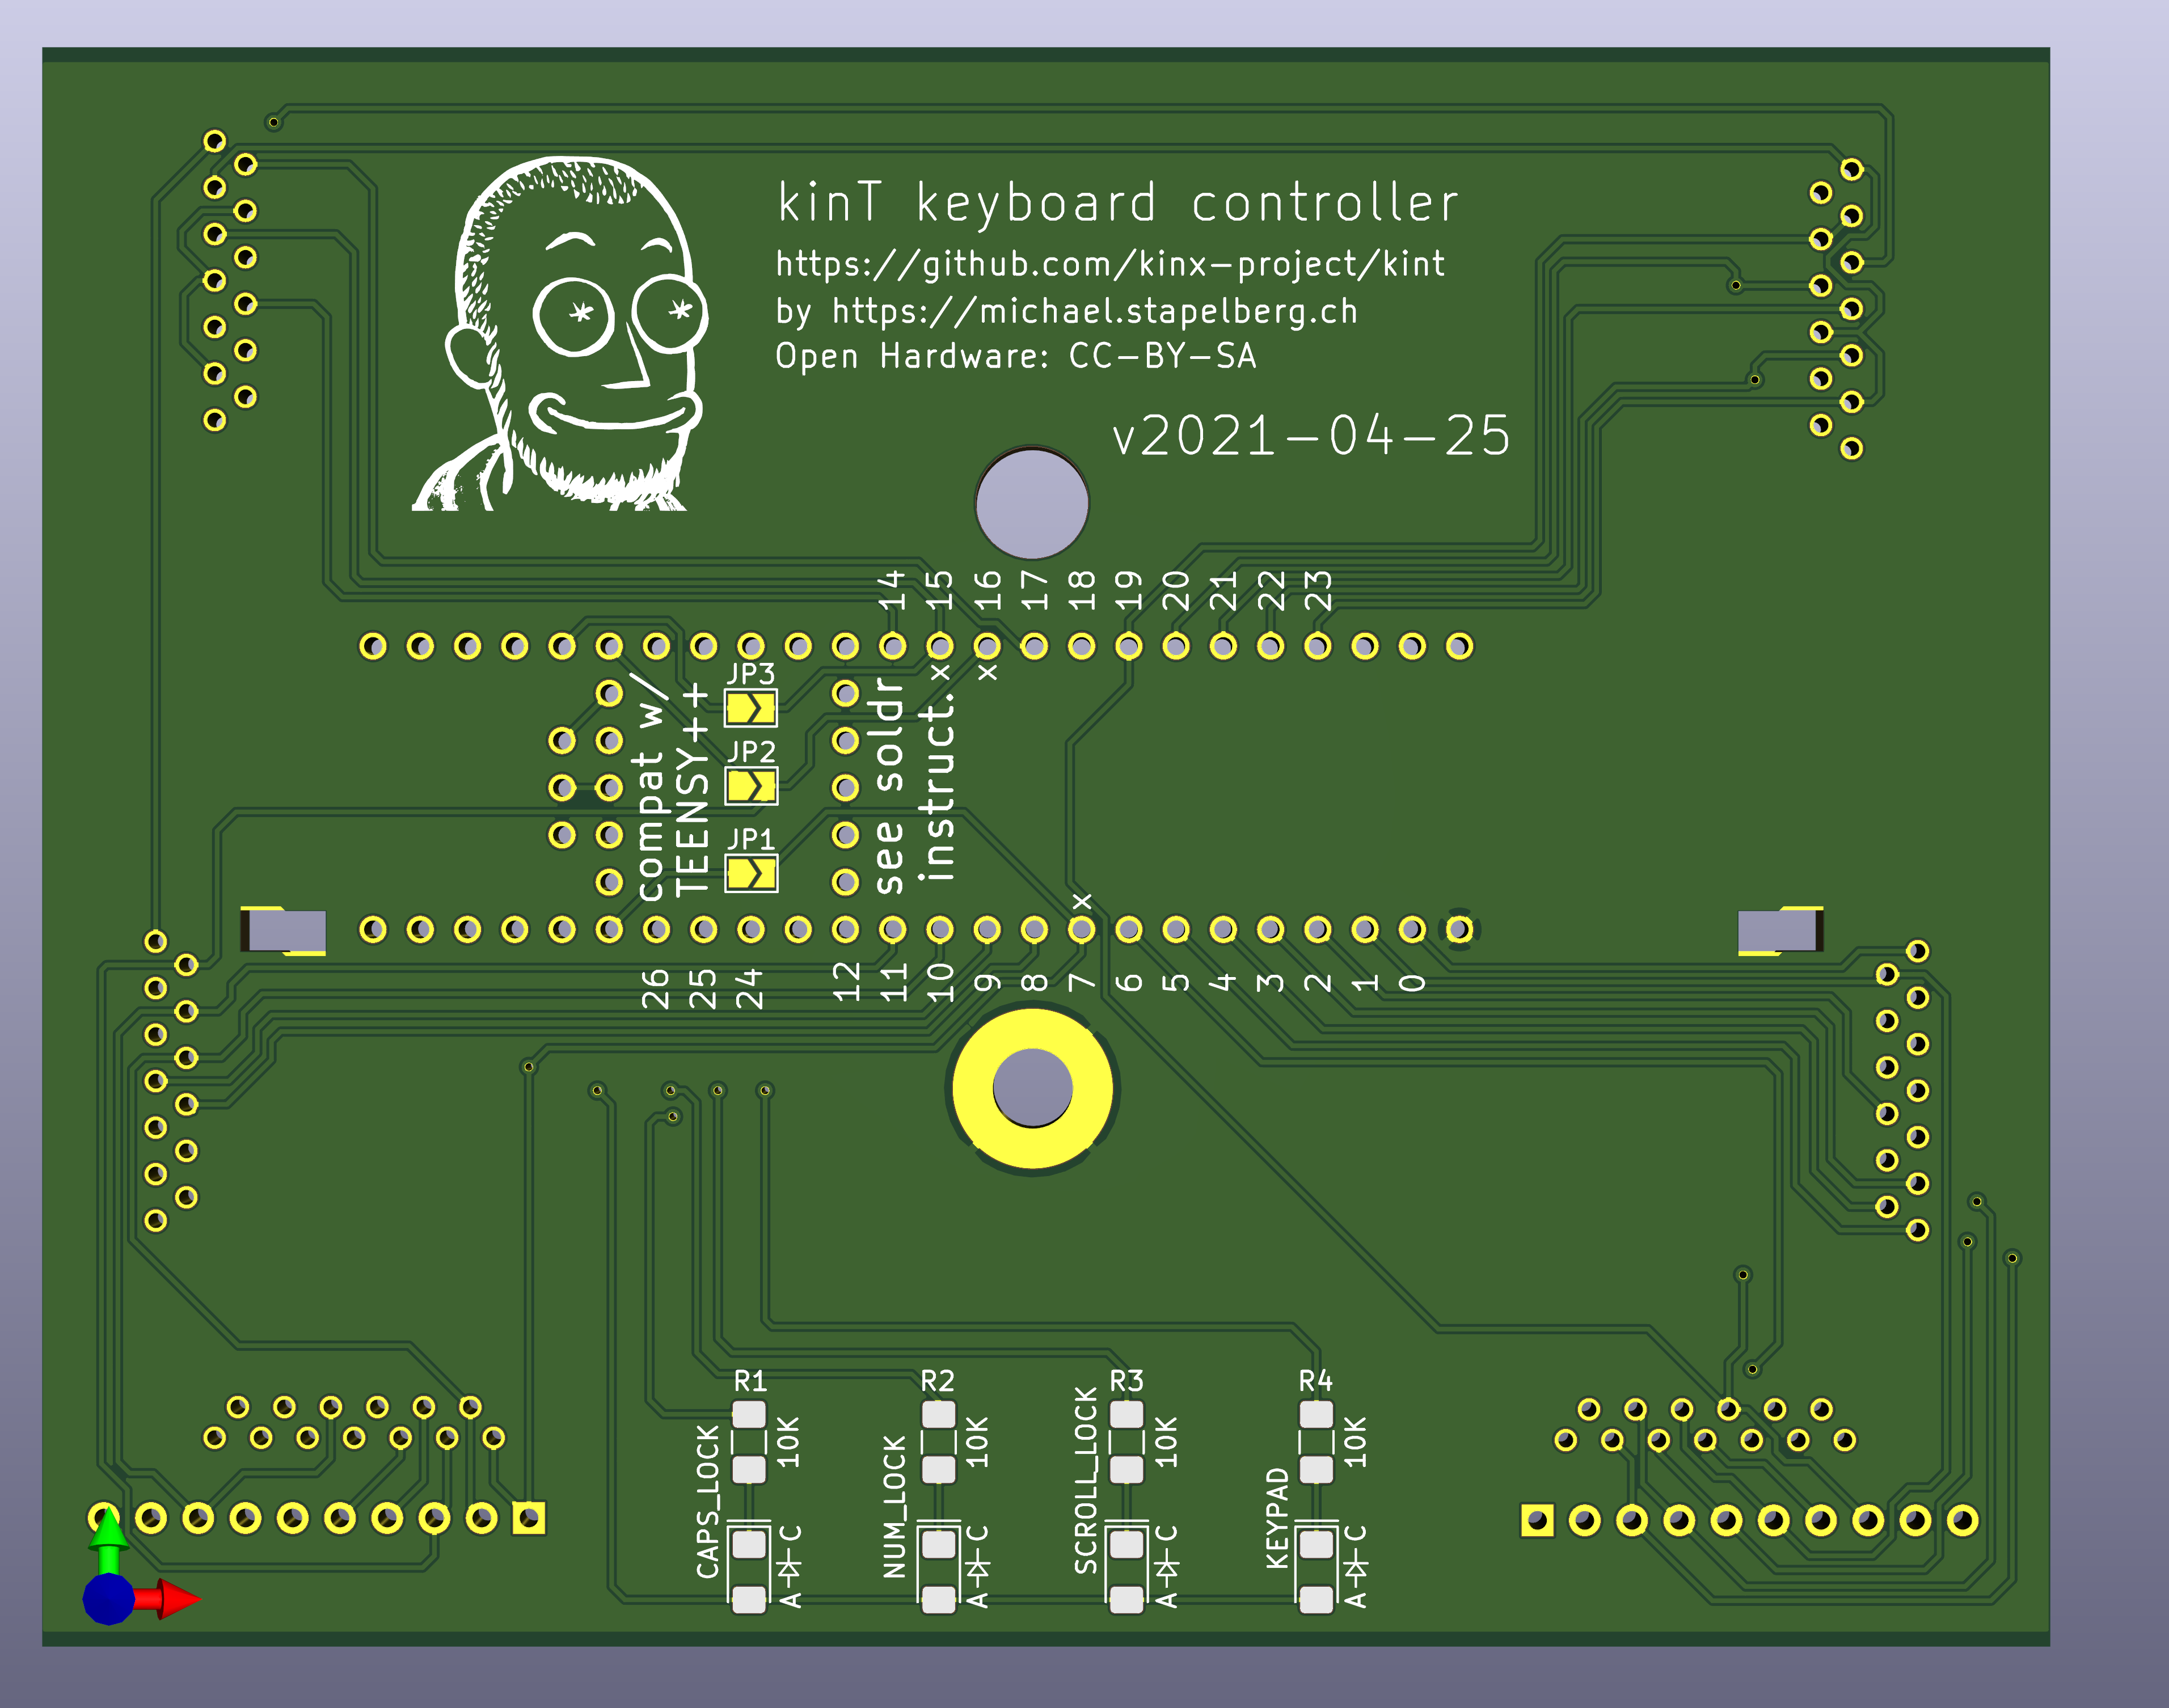 kinT keyboard controller
https://github.com/kinx-project/kint
by https://michael.stapelberg.ch
Open Hardware: CC-BY-SA
v2021-04-25
14 15 16 17 18 19 20 21 22 23
x x
JP3
JP2
JP1
compat w/
TEENSY++
see soldr
instruct.
x
26 25 24 12 11 10 9 8 7 6 5 4 3 2 1 0
R1 R2 R3 R4
10K 10K 10K 10K
CAPS_LOCK
NUM_LOCK
SCROLL_LOCK
KEYPAD
C C C C
A A A A